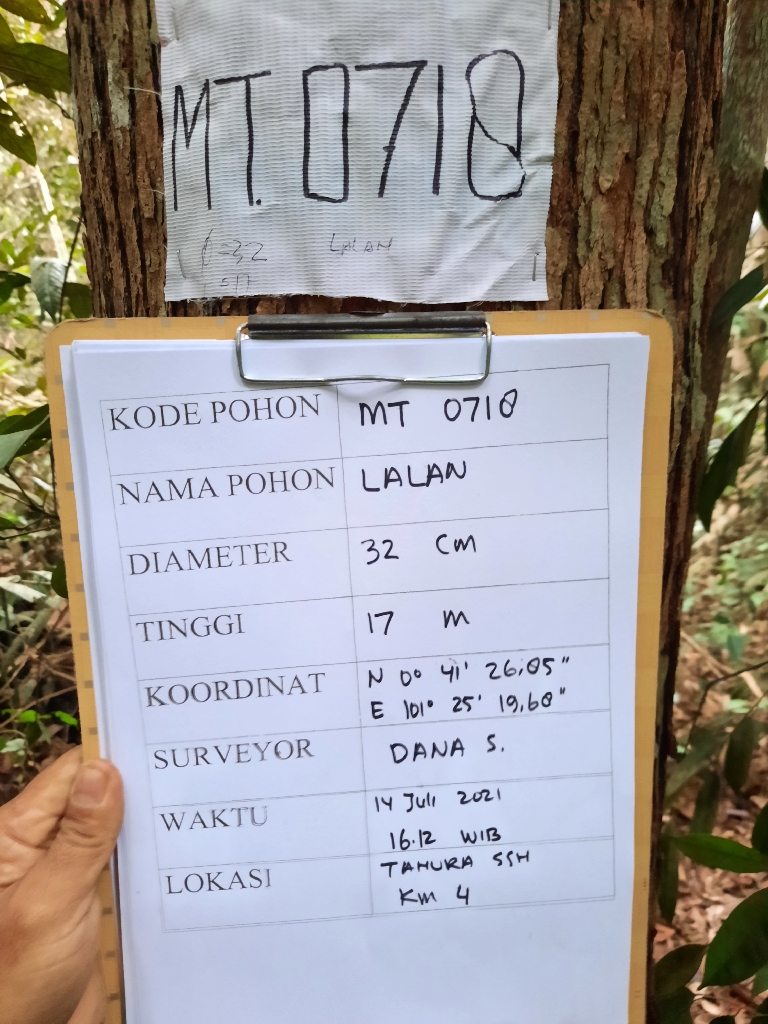 MT. 0718
Ø=32
LALAN
T=17
KODE POHON MT 0718
NAMA POHON LALAN
DIAMETER 32 cm
TINGGI 17 m
KOORDINAT N 0° 41' 26,05"
E 101° 25' 19,60"
SURVEYOR DANA S.
WAKTU 14 Juli 2021
16.12 WIB
LOKASI TAHURA SSH
Km 4